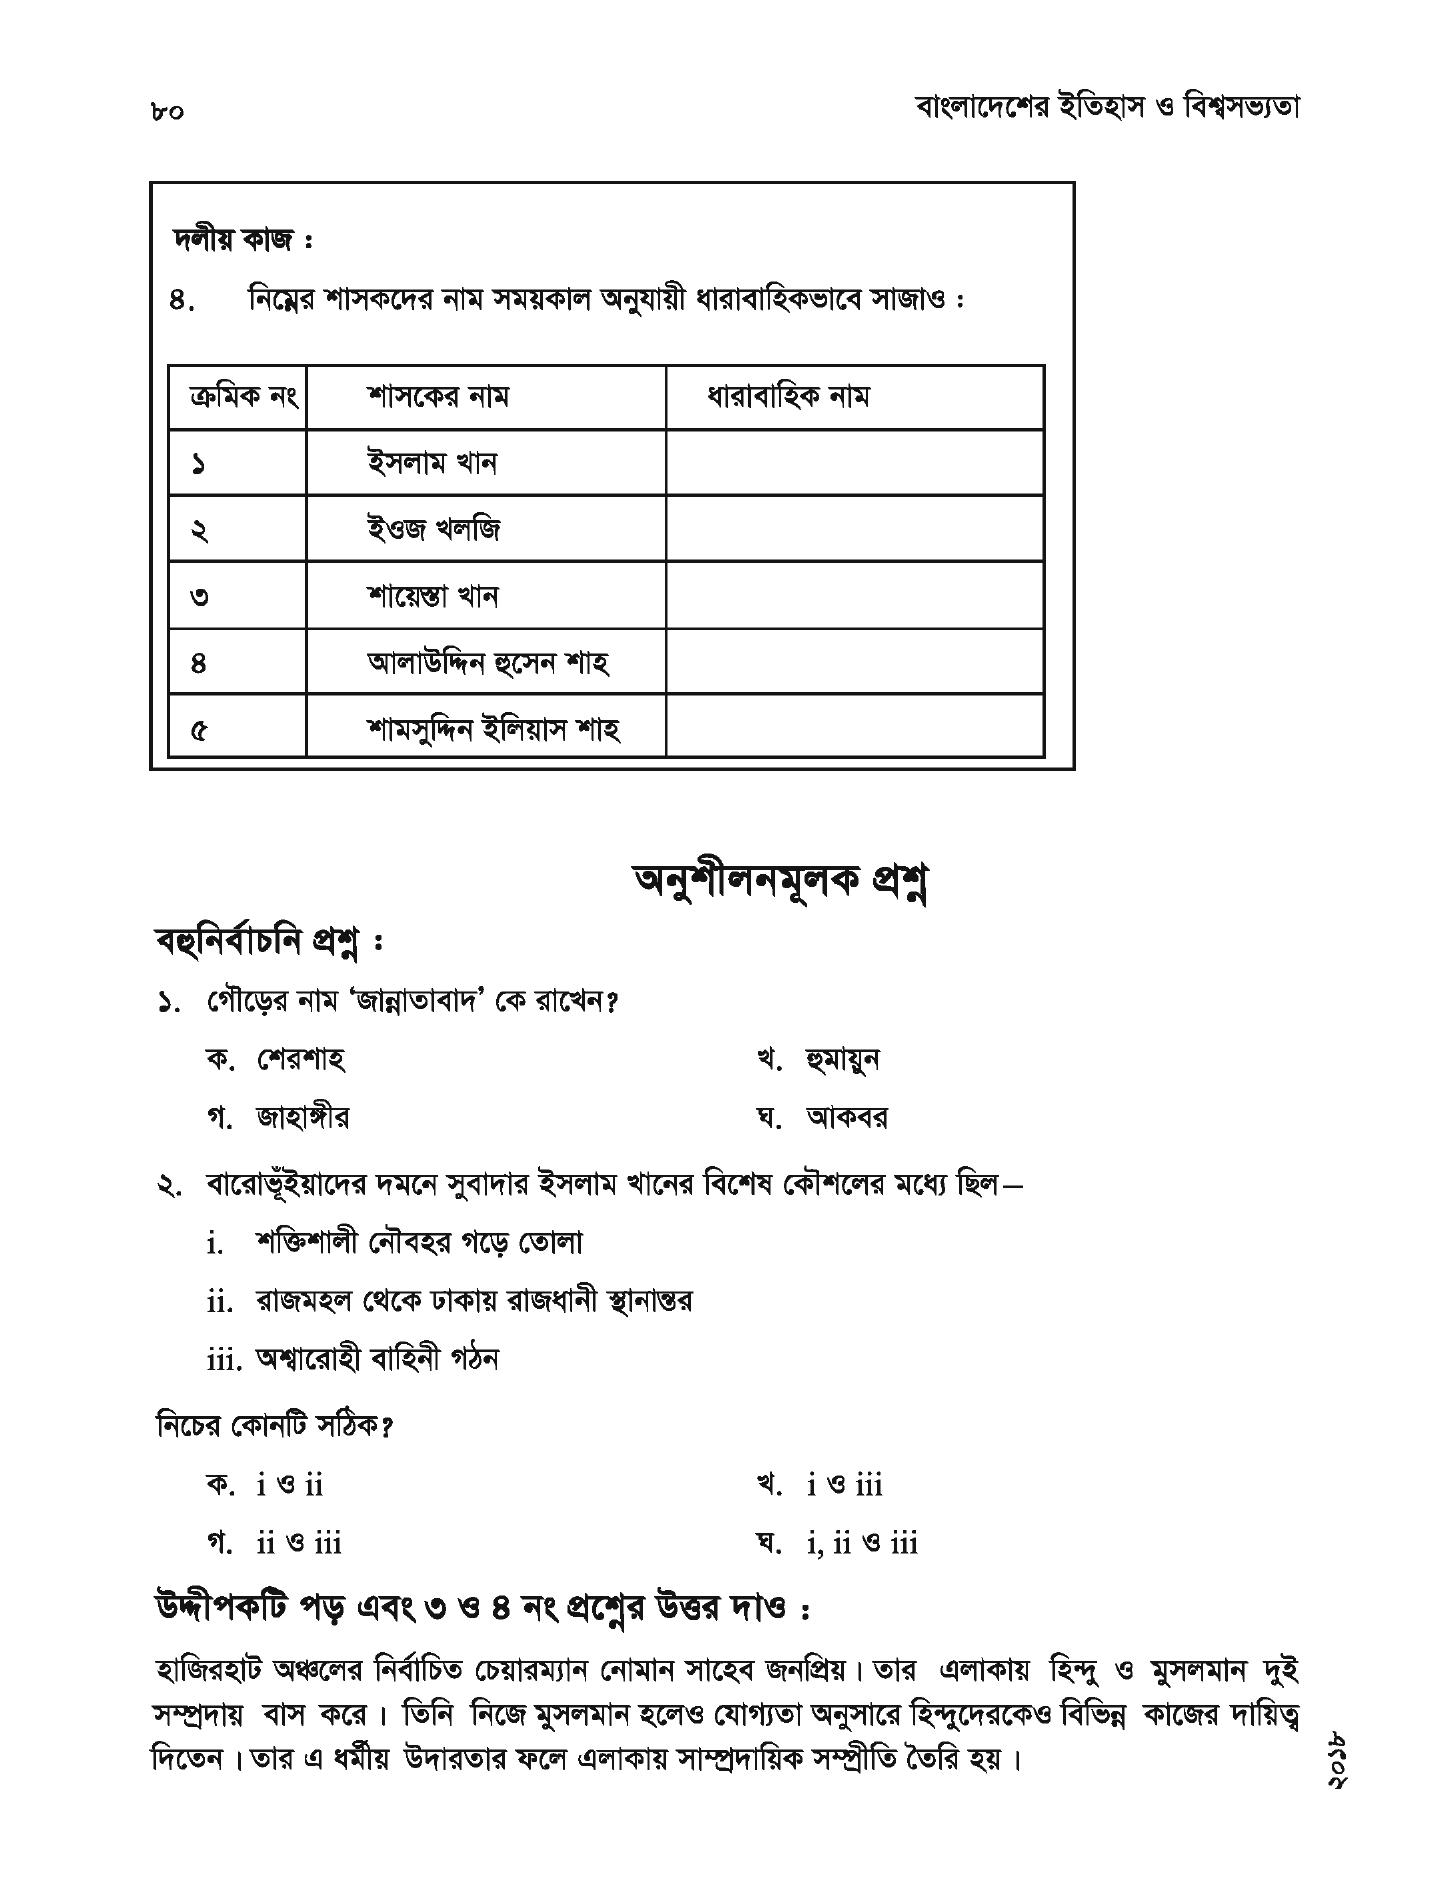 ৮০ বাংলাদেশের ইতিহাস ও বিশ্বসভ্যতা
দলীয় কাজ :
৪. নিম্নের শাসকদের নাম সময়কাল অনুযায়ী ধারাবাহিকভাবে সাজাও :
ক্রমিক নং শাসকের নাম ধারাবাহিক নাম
১ ইসলাম খান
২ ইওজ খলজি
৩ শায়েস্তা খান
৪ আলাউদ্দিন হুসেন শাহ
৫ শামসুদ্দিন ইলিয়াস শাহ
অনুশীলনমূলক প্রশ্ন
বহুনির্বাচনি প্রশ্ন :
১. গৌড়ের নাম ‘জান্নাতাবাদ’ কে রাখেন?
ক. শেরশাহ খ. হুমায়ুন
গ. জাহাঙ্গীর ঘ. আকবর
২. বারোভূঁইয়াদের দমনে সুবাদার ইসলাম খানের বিশেষ কৌশলের মধ্যে ছিল–
i. শক্তিশালী নৌবহর গড়ে তোলা
ii. রাজমহল থেকে ঢাকায় রাজধানী স্থানান্তর
iii. অশ্বারোহী বাহিনী গঠন
নিচের কোনটি সঠিক?
ক. i ও ii খ. i ও iii
গ. ii ও iii ঘ. i, ii ও iii
উদ্দীপকটি পড় এবং ৩ ও ৪ নং প্রশ্নের উত্তর দাও :
হাজিরহাট অঞ্চলের নির্বাচিত চেয়ারম্যান নোমান সাহেব জনপ্রিয়। তার এলাকায় হিন্দু ও মুসলমান দুই
সম্প্রদায় বাস করে। তিনি নিজে মুসলমান হলেও যোগ্যতা অনুসারে হিন্দুদেরকেও বিভিন্ন কাজের দায়িত্ব
দিতেন। তার এ ধর্মীয় উদারতার ফলে এলাকায় সাম্প্রদায়িক সম্প্রীতি তৈরি হয়।
২০১৮